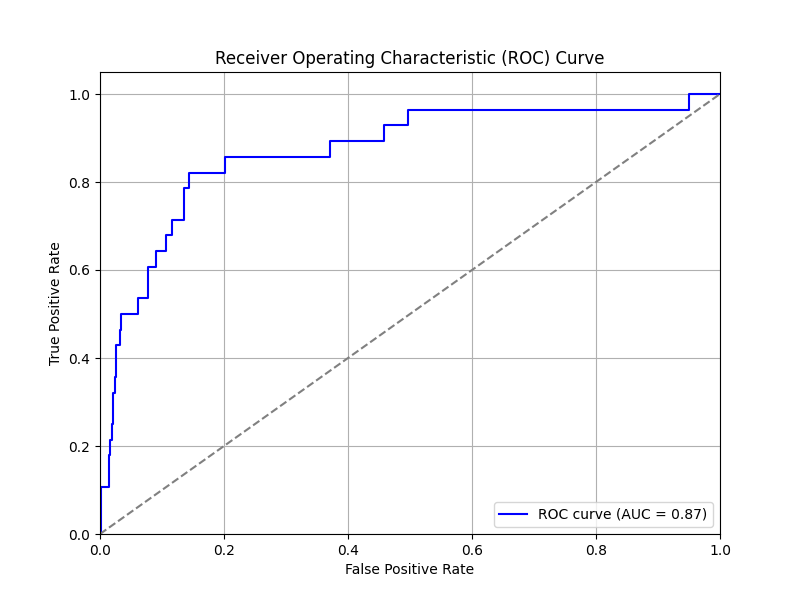 Receiver Operating Characteristic (ROC) Curve
1.0
0.8
0.6
0.4
0.2
0.0
True Positive Rate
ROC curve (AUC = 0.87)
0.0 0.2 0.4 0.6 0.8 1.0
False Positive Rate